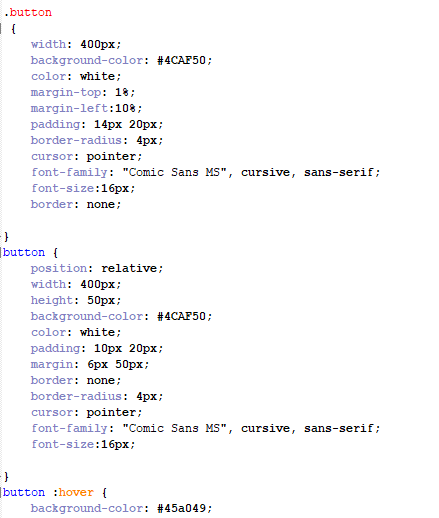 .button
{
width: 400px;
background-color: #4CAF50;
color: white;
margin-top: 1%;
margin-left:10%;
padding: 14px 20px;
border-radius: 4px;
cursor: pointer;
font-family: "Comic Sans MS", cursive, sans-serif;
font-size:16px;
border: none;
}
button {
position: relative;
width: 400px;
height: 50px;
background-color: #4CAF50;
color: white;
padding: 10px 20px;
margin: 6px 50px;
border: none;
border-radius: 4px;
cursor: pointer;
font-family: "Comic Sans MS", cursive, sans-serif;
font-size:16px;
}
button :hover {
background-color: #45a049;